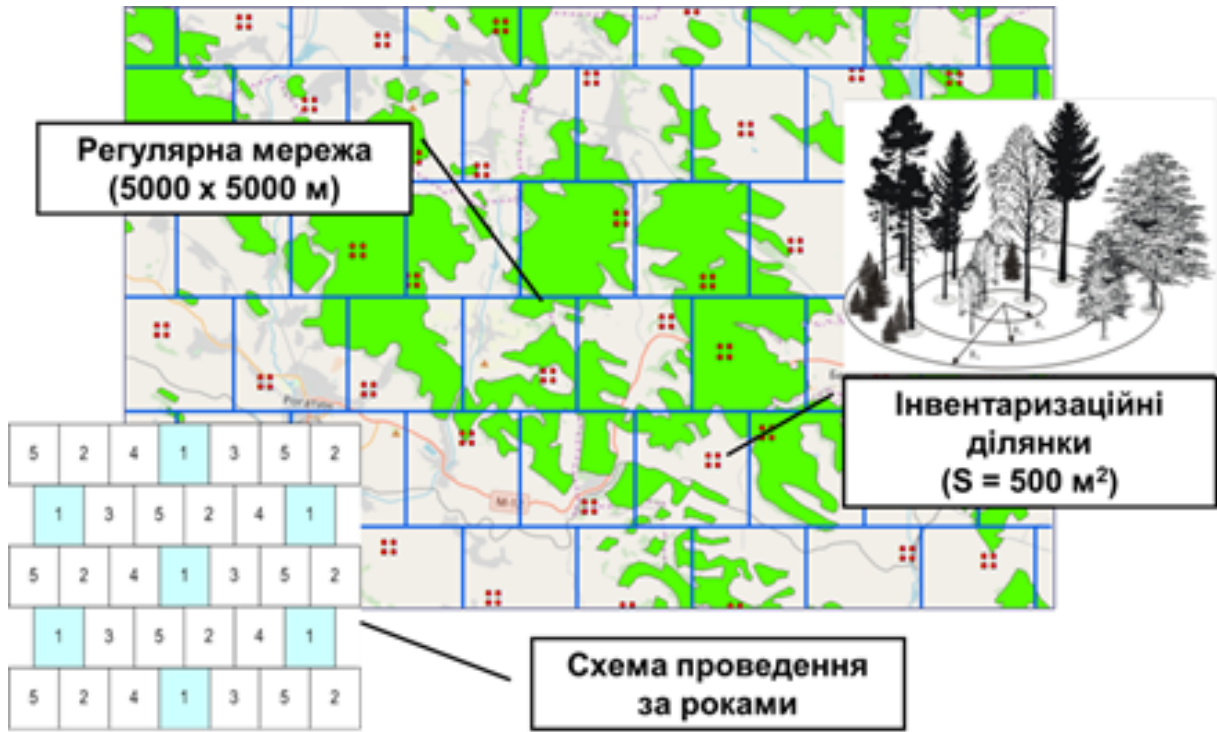 Регулярна мережа
(5000 x 5000 м)
Рогатин
М-12
Інвентаризаційні
ділянки
(S = 500 м²)
5 2 4 1 3 5 2
1 3 5 2 4 1
5 2 4 1 3 5 2
1 3 5 2 4 1
5 2 4 1 3 5 2
Схема проведення
за роками